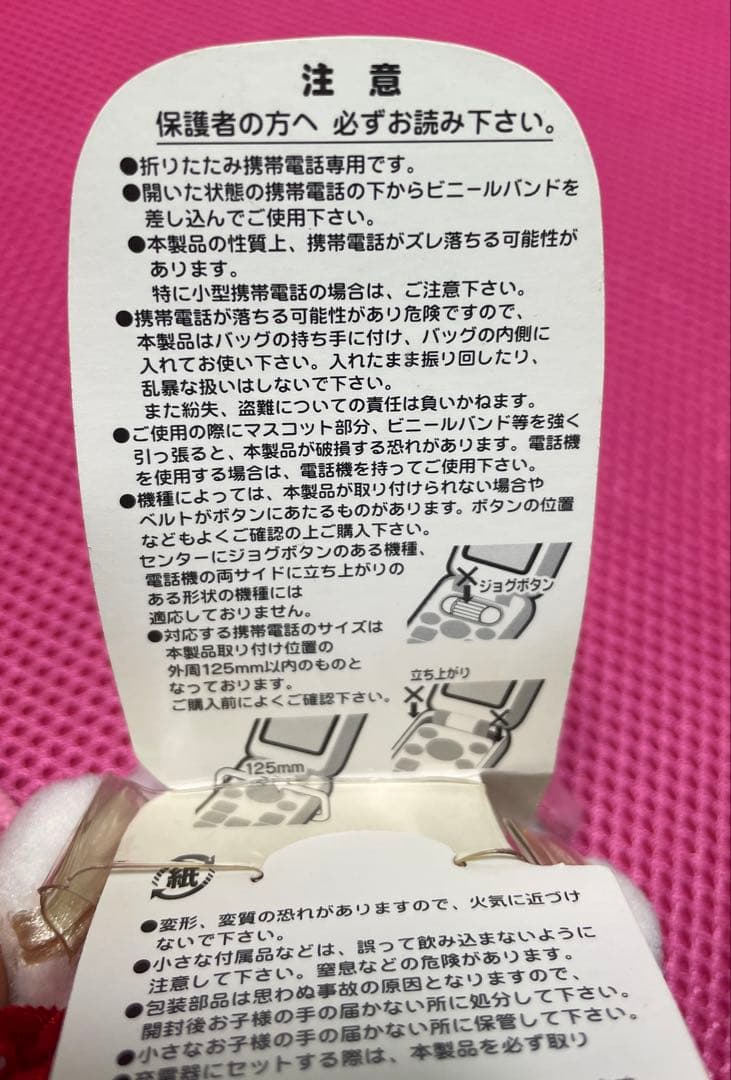 注 意
保護者の方へ 必ずお読み下さい。
●折りたたみ携帯電話専用です。
●開いた状態の携帯電話の下からビニールバンドを
差し込んでご使用下さい。
●本製品の性質上、携帯電話がズレ落ちる可能性が
あります。
特に小型携帯電話の場合は、ご注意下さい。
●携帯電話が落ちる可能性があり危険ですので、
本製品はバッグの持ち手に付け、バッグの内側に
入れてお使い下さい。入れたまま振り回したり、
乱暴な扱いはしないで下さい。
また紛失、盗難についての責任は負いかねます。
●ご使用の際にマスコット部分、ビニールバンド等を強く
引っ張ると、本製品が破損する恐れがあります。電話機
を使用する場合は、電話機を持ってご使用下さい。
●機種によっては、本製品が取り付けられない場合や
ベルトがボタンにあたるものがあります。ボタンの位置
などもよくご確認の上ご購入下さい。
センターにジョグボタンのある機種、
電話機の両サイドに立ち上がりの
ある形状の機種には
適応しておりません。
ジョグボタン
●対応する携帯電話のサイズは
本製品取り付け位置の
外周125mm以内のものと
なっております。
ご購入前によくご確認下さい。
立ち上がり
125mm
紙
●変形、変質の恐れがありますので、火気に近づけ
ないで下さい。
●小さな付属品などは、誤って飲み込まないように
注意して下さい。窒息などの危険があります。
●包装部品は思わぬ事故の原因となりますので、
開封後お子様の手の届かない所に処分して下さい。
●小さなお子様の手の届かない所に保管して下さい。
●充電器にセットする際は、本製品を必ず取り